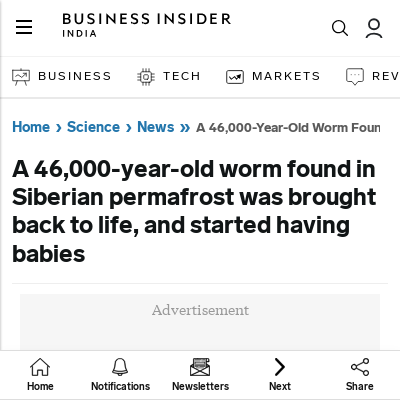 BUSINESS INSIDER
INDIA
BUSINESS TECH MARKETS REV
Home › Science › News » A 46,000-Year-Old Worm Foun
A 46,000-year-old worm found in
Siberian permafrost was brought
back to life, and started having
babies
Advertisement
Home Notifications Newsletters Next Share